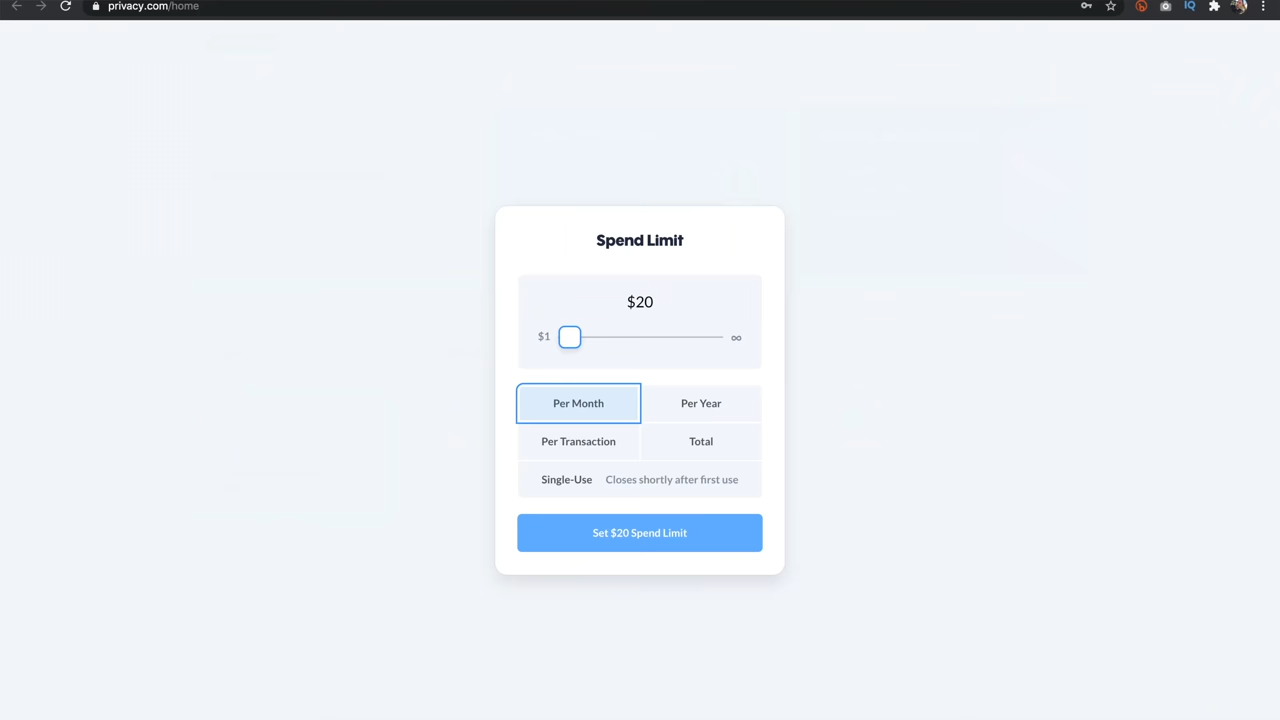 privacy.com/home
IQ
Spend Limit
$20
$1 ∞
Per Month Per Year
Per Transaction Total
Single-Use Closes shortly after first use
Set $20 Spend Limit